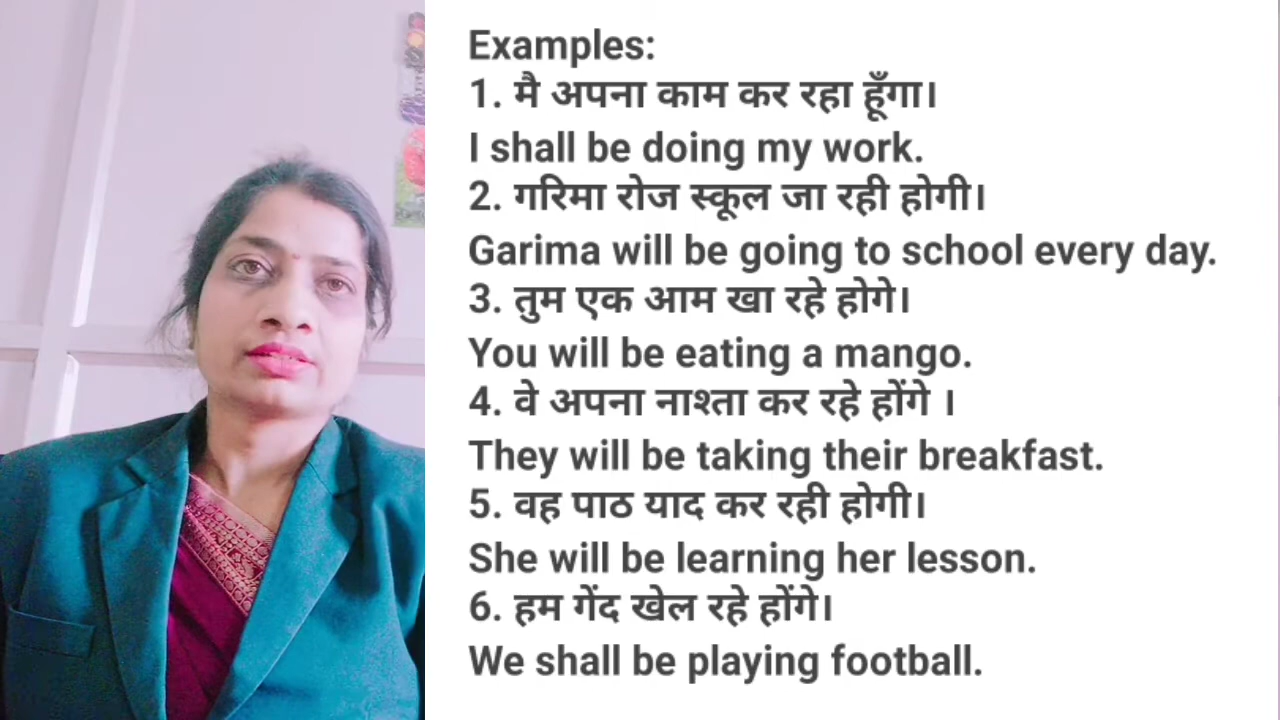 Examples:
1. मै अपना काम कर रहा हूँगा।
I shall be doing my work.
2. गरिमा रोज स्कूल जा रही होगी।
Garima will be going to school every day.
3. तुम एक आम खा रहे होगे।
You will be eating a mango.
4. वे अपना नाश्ता कर रहे होंगे ।
They will be taking their breakfast.
5. वह पाठ याद कर रही होगी।
She will be learning her lesson.
6. हम गेंद खेल रहे होंगे।
We shall be playing football.